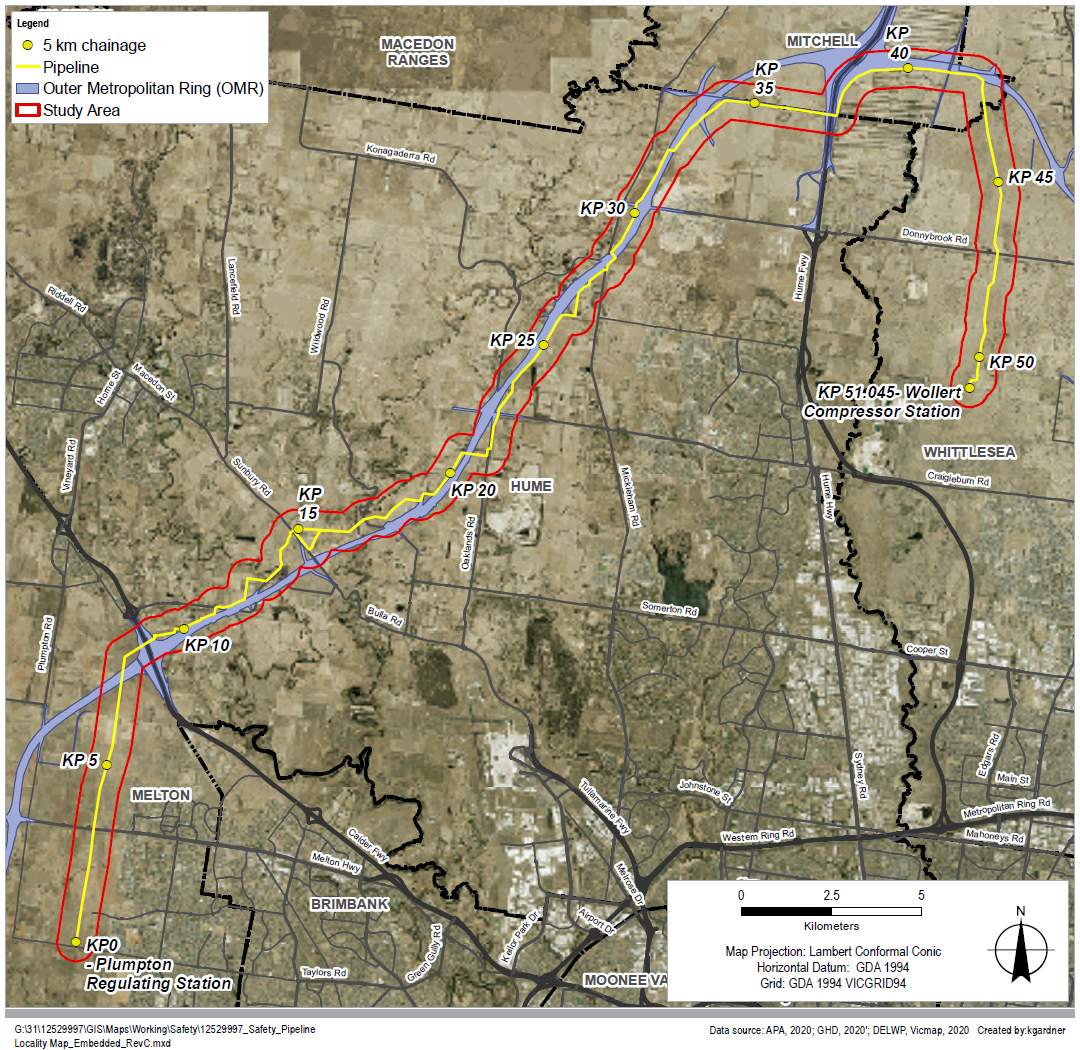 Legend
5 km chainage
Pipeline
Outer Metropolitan Ring (OMR)
Study Area
MACEDON
RANGES
MITCHELL
KP
40
KP
35
Konagaderra Rd
KP 45
KP 30
Donnybrook Rd
Lancefield Rd
Hume Fwy
Riddell Rd
Wildwood Rd
KP 25
KP 50
Macedon St
Home St
KP 51.045- Wollert
Compressor Station
Vineyard Rd
Sunbury Rd
WHITTLESEA
Craigieburn Rd
KP
15
KP 20
HUME
Mickleham Rd
Hume Hwy
Oaklands Rd
Bulla Rd
Somerton Rd
Plumpton Rd
KP 10
Cooper St
KP 5
MELTON
Edgars Rd
Sydney Rd
Main St
Johnstone St
Tullamarine Fwy
Metropolitan Ring Rd
Western Ring Rd
Mahoneys Rd
Calder Fwy
Melton Hwy
Melrose Dr
BRIMBANK
Airport Dr
Keilor Park Dr
Green Gully Rd
KP0
- Plumpton
Regulating Station
Taylors Rd
MOONEE VA
0 2.5 5
Kilometers
N
Map Projection: Lambert Conformal Conic
Horizontal Datum: GDA 1994
Grid: GDA 1994 VICGRID94
G:\31\12529997\GIS\Maps\Working\Safety\12529997_Safety_Pipeline
Locality Map_Embedded_RevC.mxd
Data source: APA, 2020; GHD, 2020'; DELWP, Vicmap, 2020 Created by:kgardner